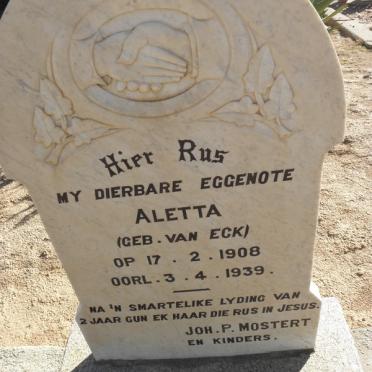 Hier Rus
MY DIERBARE EGGENOTE
ALETTA
(GEB. VAN ECK)
OP 17. 2. 1908
OORL. 3. 4. 1939.
NA 'N SMARTELIKE LYDING VAN
2 JAAR GUN EK HAAR DIE RUS IN JESUS.
JOH. P. MOSTERT
EN KINDERS.